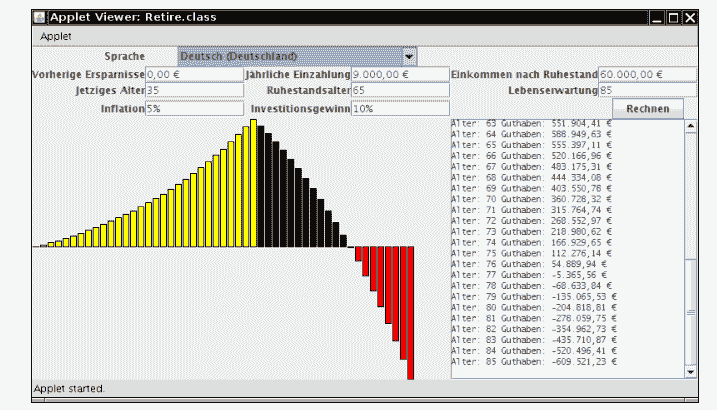 Applet Viewer: Retire.class
Applet
Sprache Deutsch (Deutschland)
Vorherige Ersparnisse 0,00 € Jährliche Einzahlung 9.000,00 € Einkommen nach Ruhestand 60.000,00 €
Jetziges Alter 35 Ruhestandsalter 65 Lebenserwartung 85
Inflation 5% Investitionsgewinn 10% Rechnen
Alter: 63 Guthaben: 551.904,41 €
Alter: 64 Guthaben: 588.949,63 €
Alter: 65 Guthaben: 555.397,11 €
Alter: 66 Guthaben: 520.166,96 €
Alter: 67 Guthaben: 483.175,31 €
Alter: 68 Guthaben: 444.334,08 €
Alter: 69 Guthaben: 403.550,78 €
Alter: 70 Guthaben: 360.728,32 €
Alter: 71 Guthaben: 315.764,74 €
Alter: 72 Guthaben: 268.552,97 €
Alter: 73 Guthaben: 218.980,62 €
Alter: 74 Guthaben: 166.929,65 €
Alter: 75 Guthaben: 112.276,14 €
Alter: 76 Guthaben: 54.889,94 €
Alter: 77 Guthaben: -5.365,56 €
Alter: 78 Guthaben: -68.633,84 €
Alter: 79 Guthaben: -135.065,53 €
Alter: 80 Guthaben: -204.818,81 €
Alter: 81 Guthaben: -278.059,75 €
Alter: 82 Guthaben: -354.962,73 €
Alter: 83 Guthaben: -435.710,87 €
Alter: 84 Guthaben: -520.496,41 €
Alter: 85 Guthaben: -609.521,23 €
Applet started.